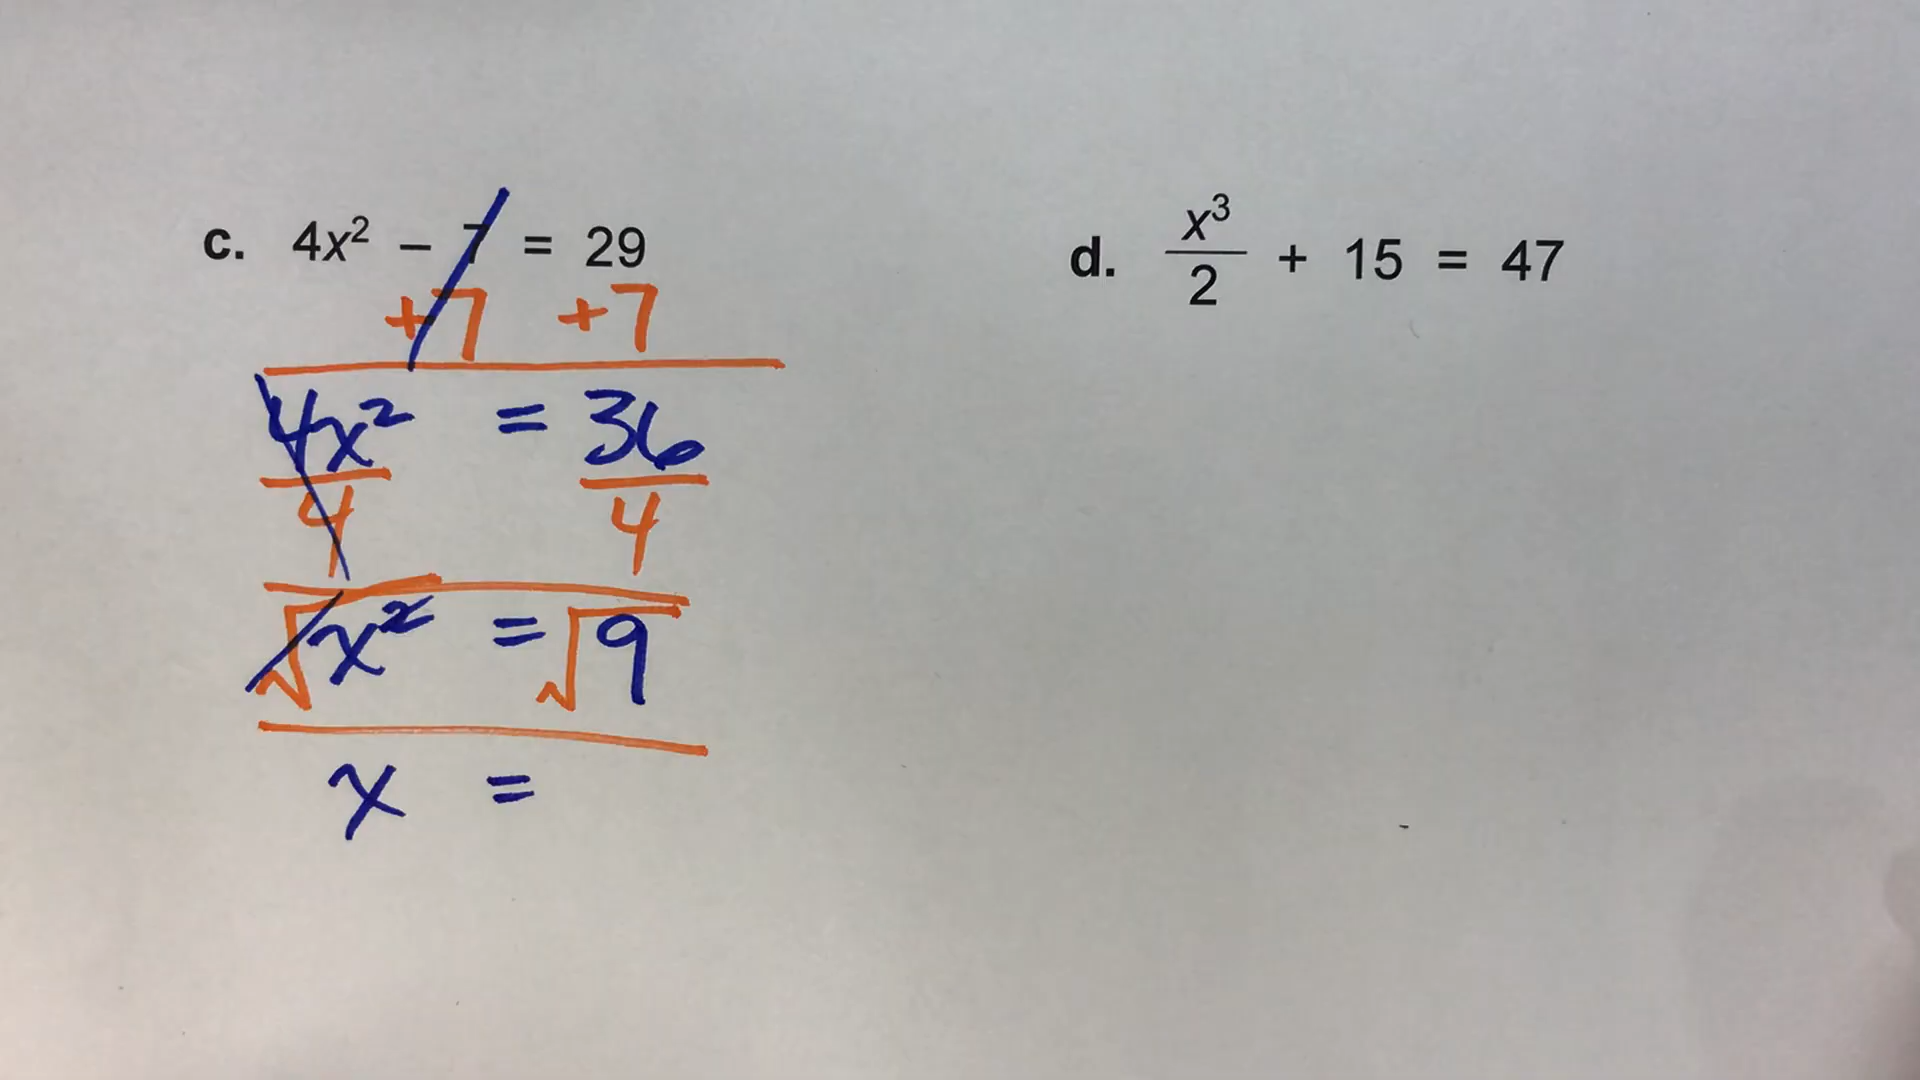 c. 4x² – 7 = 29
+7 +7
4x² = 36
4 4
√x² = √9
x =
d. x³/2 + 15 = 47